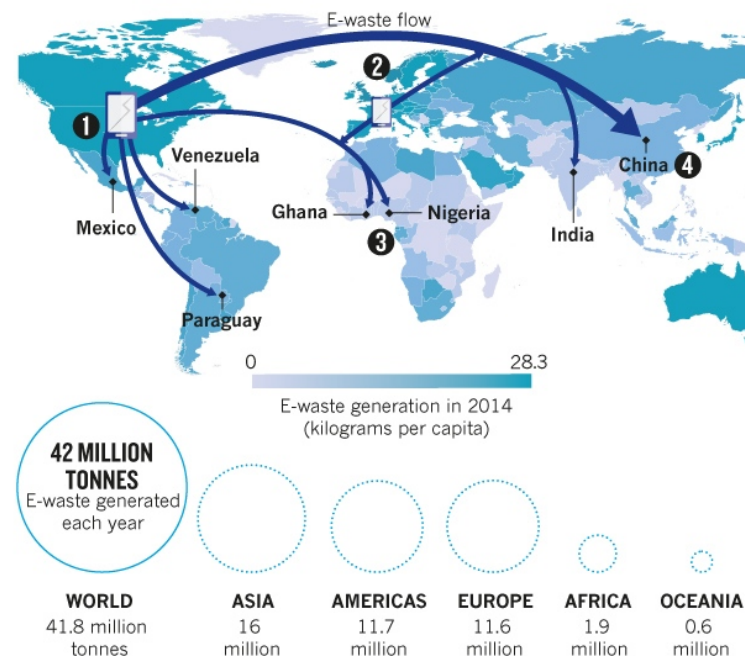 E-waste flow
2
1
Venezuela
China 4
Mexico
Ghana
Nigeria
India
3
Paraguay
0
28.3
E-waste generation in 2014
(kilograms per capita)
42 MILLION
TONNES
E-waste generated
each year
WORLD
41.8 million
tonnes
ASIA
16
million
AMERICAS
11.7
million
EUROPE
11.6
million
AFRICA
1.9
million
OCEANIA
0.6
million